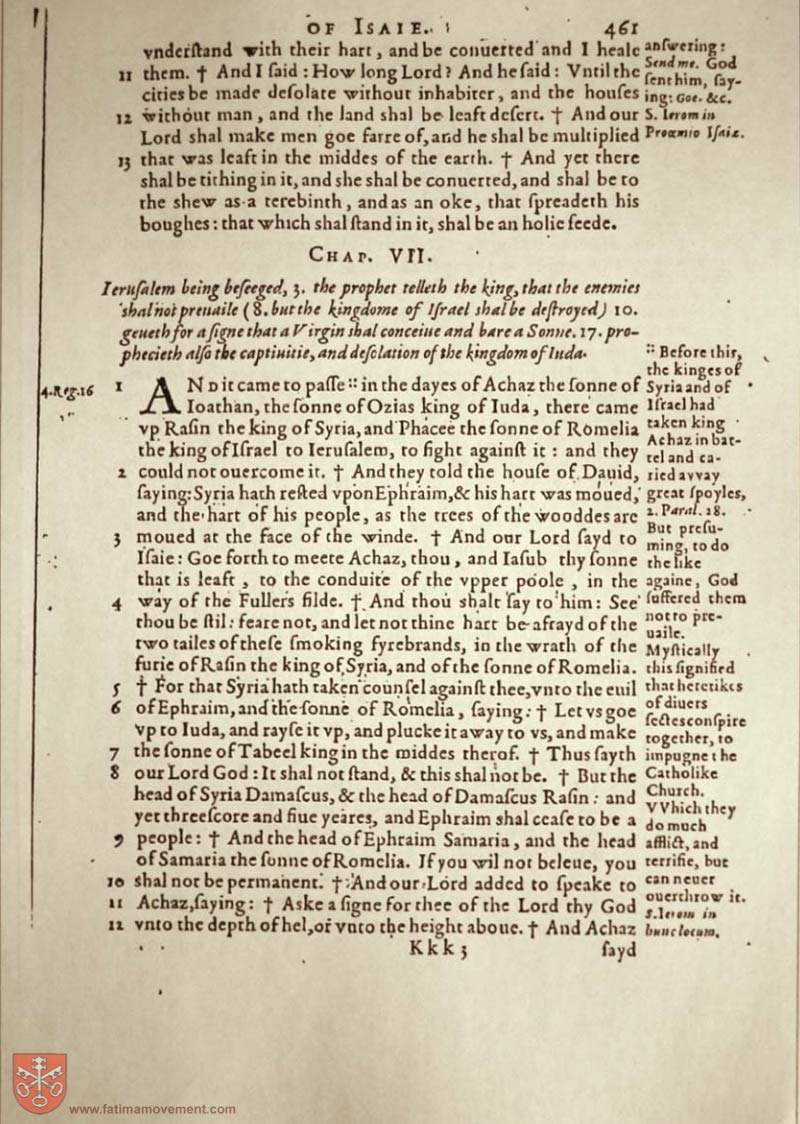 OF ISAIE. 461
vnderſtand with their hart, and be conuerted and I heale
11 them. † And I ſaid : How long Lord? And he ſaid : Vntil the
cities be made deſolate without inhabiter, and the houſes
12 without man, and the land shal be leaft deſert. † And our
Lord shal make men goe farre of, and he shal be multiplied
13 that was leaft in the middes of the earth. † And yet there
shal be tithing in it, and she shal be conuerted, and shal be to
the shew as a terebinth, and as an oke, that ſpreadeth his
boughes : that which shal ſtand in it, shal be an holie ſeede.
anſwering:
Send me. God
ſent him, ſay-
ing: Goe. &c.
S. Ierom in
Proœmio Iſaiæ.
CHAP. VII.
Ieruſalem being beſeeged, 3. the prophet telleth the king, that the enemies
shal not preuaile (8. but the kingdome of Iſrael shal be deſtroyed) 10.
geueth for a ſigne that a Virgin shal conceiue and bare a Sonne. 17. pro-
phecieth alſo the captiuitie, and deſolation of the kingdom of Iuda.
4. Reg. 16
1 AND it came to paſſe :: in the dayes of Achaz the ſonne of
Ioathan, the ſonne of Ozias king of Iuda, there came
vp Raſin the king of Syria, and Phacee the ſonne of Romelia
the king of Iſrael to Ieruſalem, to fight againſt it : and they
2 could not ouercome it. † And they told the houſe of Dauid,
ſaying: Syria hath reſted vpon Ephraim, & his hart was moued,
and the hart of his people, as the trees of the wooddes are
3 moued at the face of the winde. † And our Lord ſayd to
Iſaie: Goe forth to meete Achaz, thou, and Iaſub thy ſonne
that is leaft, to the conduite of the vpper poole, in the
4 way of the Fullers filde. † And thou shalt ſay to him: See
thou be ſtil: feare not, and let not thine hart be afrayd of the
two tailes of theſe ſmoking fyrebrands, in the wrath of the
furie of Raſin the king of Syria, and of the ſonne of Romelia.
5 † For that Syria hath taken counſel againſt thee, vnto the euil
6 of Ephraim, and the ſonne of Romelia, ſaying: † Let vs goe
vp to Iuda, and rayſe it vp, and plucke it away to vs, and make
7 the ſonne of Tabeel king in the middes therof. † Thus ſayth
8 our Lord God : It shal not ſtand, & this shal not be. † But the
head of Syria Damaſcus, & the head of Damaſcus Raſin : and
yet threeſcore and fiue yeares, and Ephraim shal ceaſe to be a
9 people: † And the head of Ephraim Samaria, and the head
of Samaria the ſonne of Romelia. If you wil not beleue, you
10 shal not be permanent. † And our Lord added to ſpeake to
11 Achaz, ſaying: † Aske a ſigne for thee of the Lord thy God
12 vnto the depth of hel, or vnto the height aboue. † And Achaz
:: Before this,
the kinges of
Syria and of
Iſrael had
taken king
Achaz in bat-
tel and ca-
ried avvay
great ſpoyles,
2. Paral. 28.
But preſu-
ming, to do
the like
againe, God
ſuffered them
not to pre-
uaile.
Myſtically
this ſignified
that heretikes
of diuers
ſectes conſpire
together, to
impugne the
Catholike
Church.
VVhich they
do much
afflict, and
terrifie, but
can neuer
ouerthrow it.
S. Ierom in
hunc locum.
Kkk 3 ſayd
www.fatimamovement.com